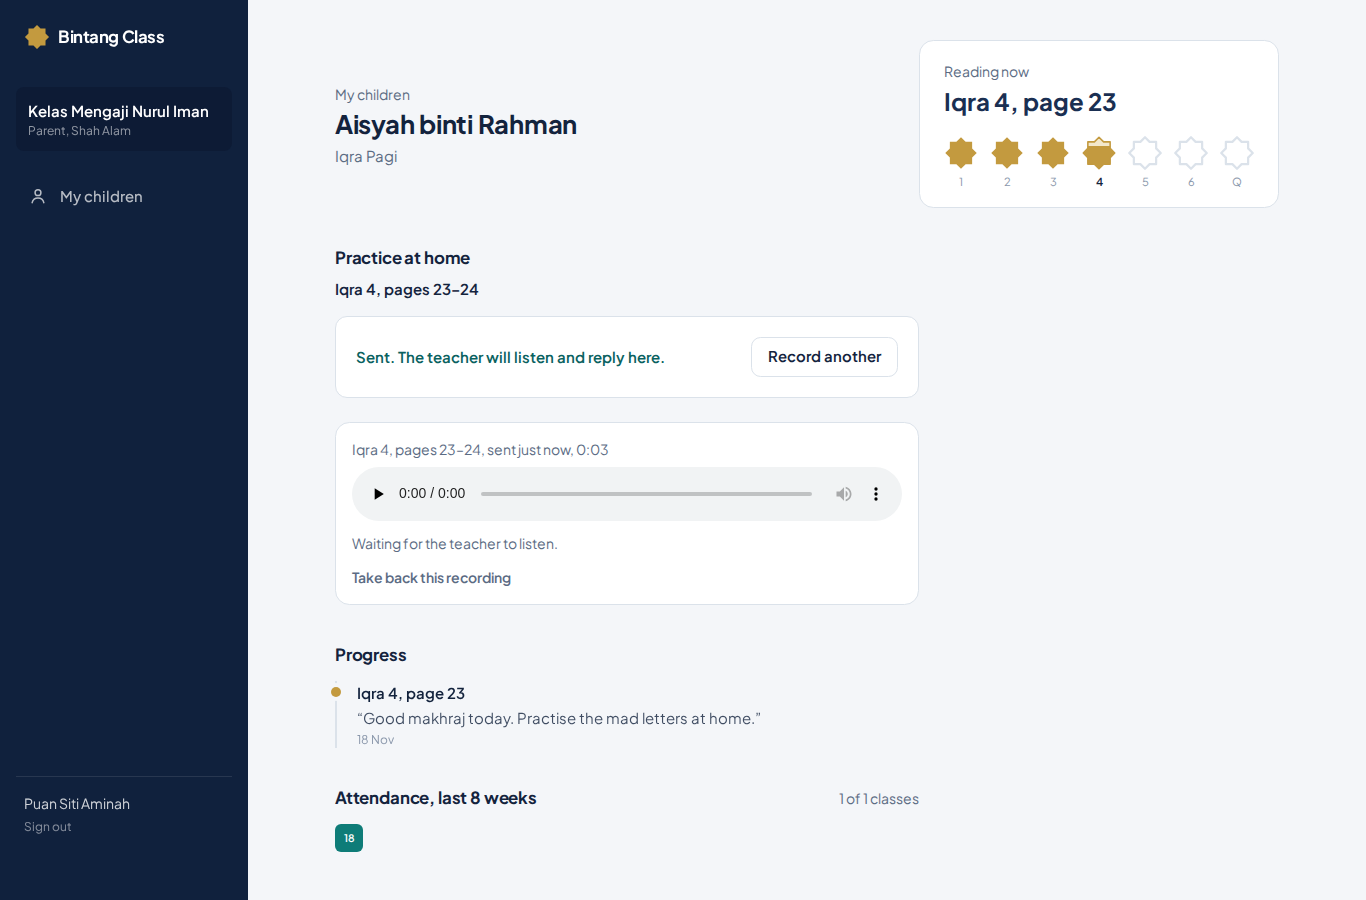 Bintang Class
Kelas Mengaji Nurul Iman
Parent, Shah Alam
My children
Puan Siti Aminah
Sign out
My children
Aisyah binti Rahman
Iqra Pagi
Reading now
Iqra 4, page 23
1 2 3 4 5 6 Q
Practice at home
Iqra 4, pages 23–24
Sent. The teacher will listen and reply here.
Record another
Iqra 4, pages 23–24, sent just now, 0:03
0:00 / 0:00
Waiting for the teacher to listen.
Take back this recording
Progress
Iqra 4, page 23
“Good makhraj today. Practise the mad letters at home.”
18 Nov
Attendance, last 8 weeks
1 of 1 classes
18